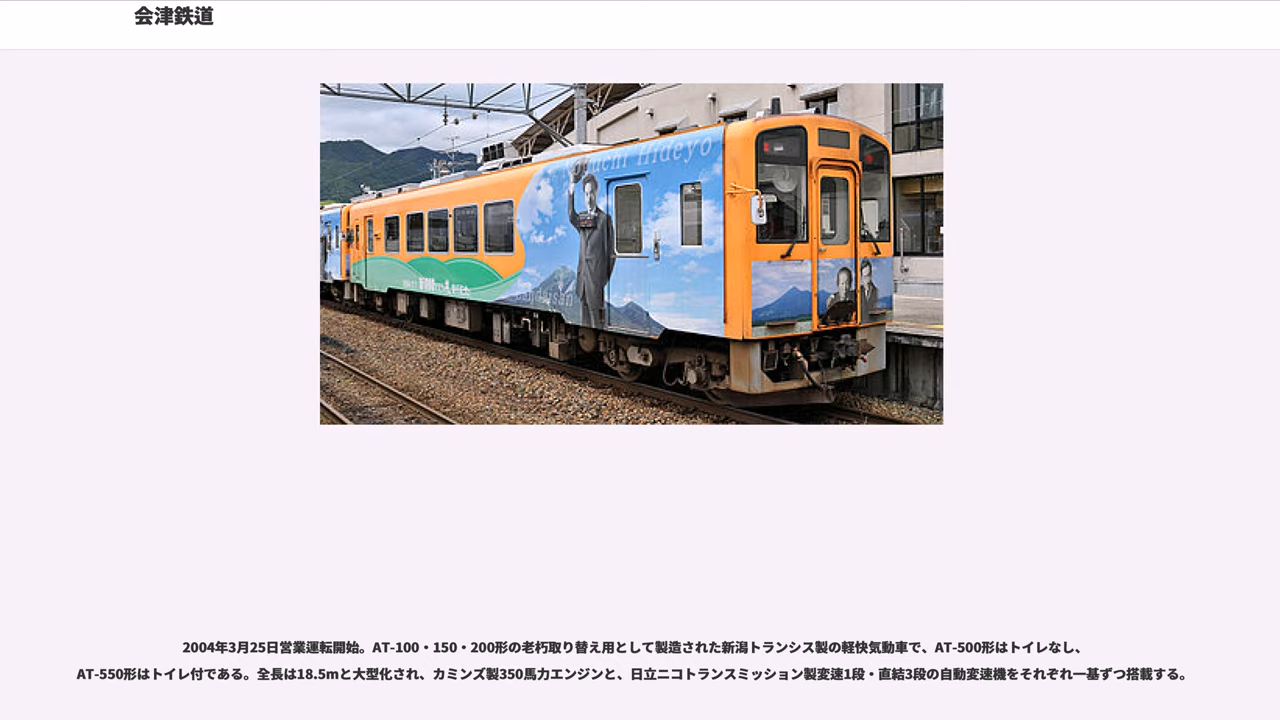 会津鉄道
Noguchi Hideyo
2004年3月25日営業運転開始。AT-100・150・200形の老朽取り替え用として製造された新潟トランシス製の軽快気動車で、AT-500形はトイレなし、
AT-550形はトイレ付である。全長は18.5mと大型化され、カミンズ製350馬力エンジンと、日立ニコトランスミッション製変速1段・直結3段の自動変速機をそれぞれ一基ずつ搭載する。